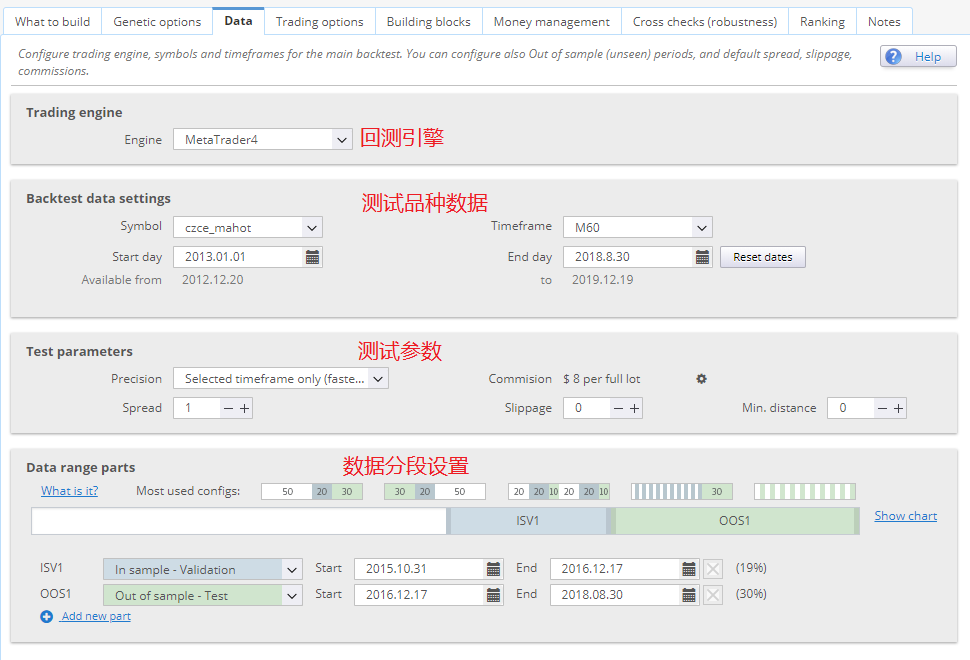 What to build Genetic options Data Trading options Building blocks Money management Cross checks (robustness) Ranking Notes
Configure trading engine, symbols and timeframes for the main backtest. You can configure also Out of sample (unseen) periods, and default spread, slippage,
commissions.
? Help
Trading engine
Engine MetaTrader4 回测引擎
Backtest data settings
测试品种数据
Symbol czce_mahot Timeframe M60
Start day 2013.01.01 End day 2018.8.30 Reset dates
Available from 2012.12.20 to 2019.12.19
Test parameters
测试参数
Precision Selected timeframe only (faste... Commision $ 8 per full lot
Spread 1 Slippage 0 Min. distance 0
Data range parts
数据分段设置
What is it? Most used configs: 50 20 30 30 20 50 20 20 10 20 20 10 30
ISV1 OOS1 Show chart
ISV1 In sample - Validation Start 2015.10.31 End 2016.12.17 (19%)
OOS1 Out of sample - Test Start 2016.12.17 End 2018.08.30 (30%)
Add new part